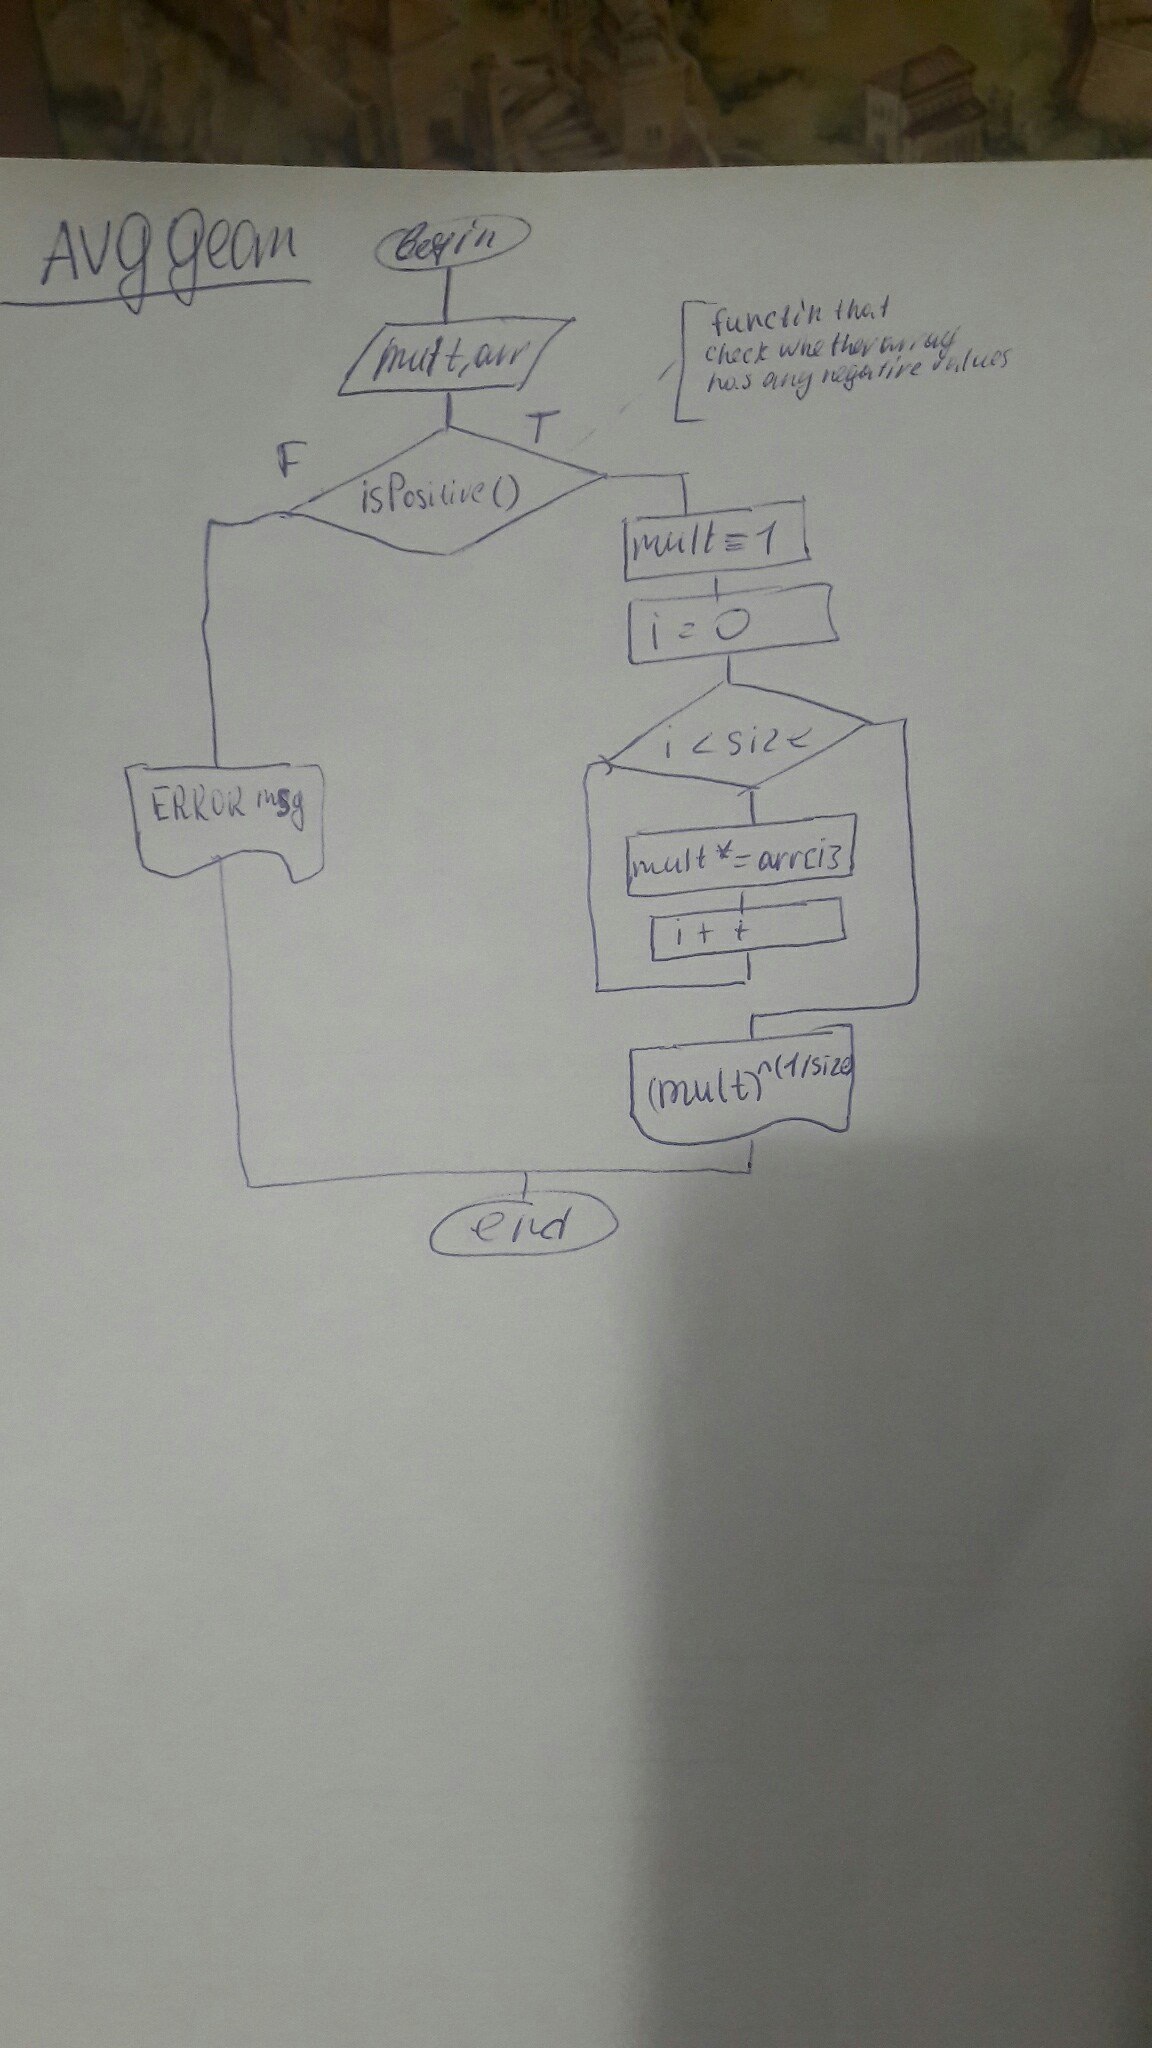 AVg geom
begin
mult, arr
functin that
check whether array
has any negative values
T
F
isPositive()
mult = 1
i = 0
i < size
ERROR msg
mult *= arr[i]
i++
(mult)^(1/size)
end